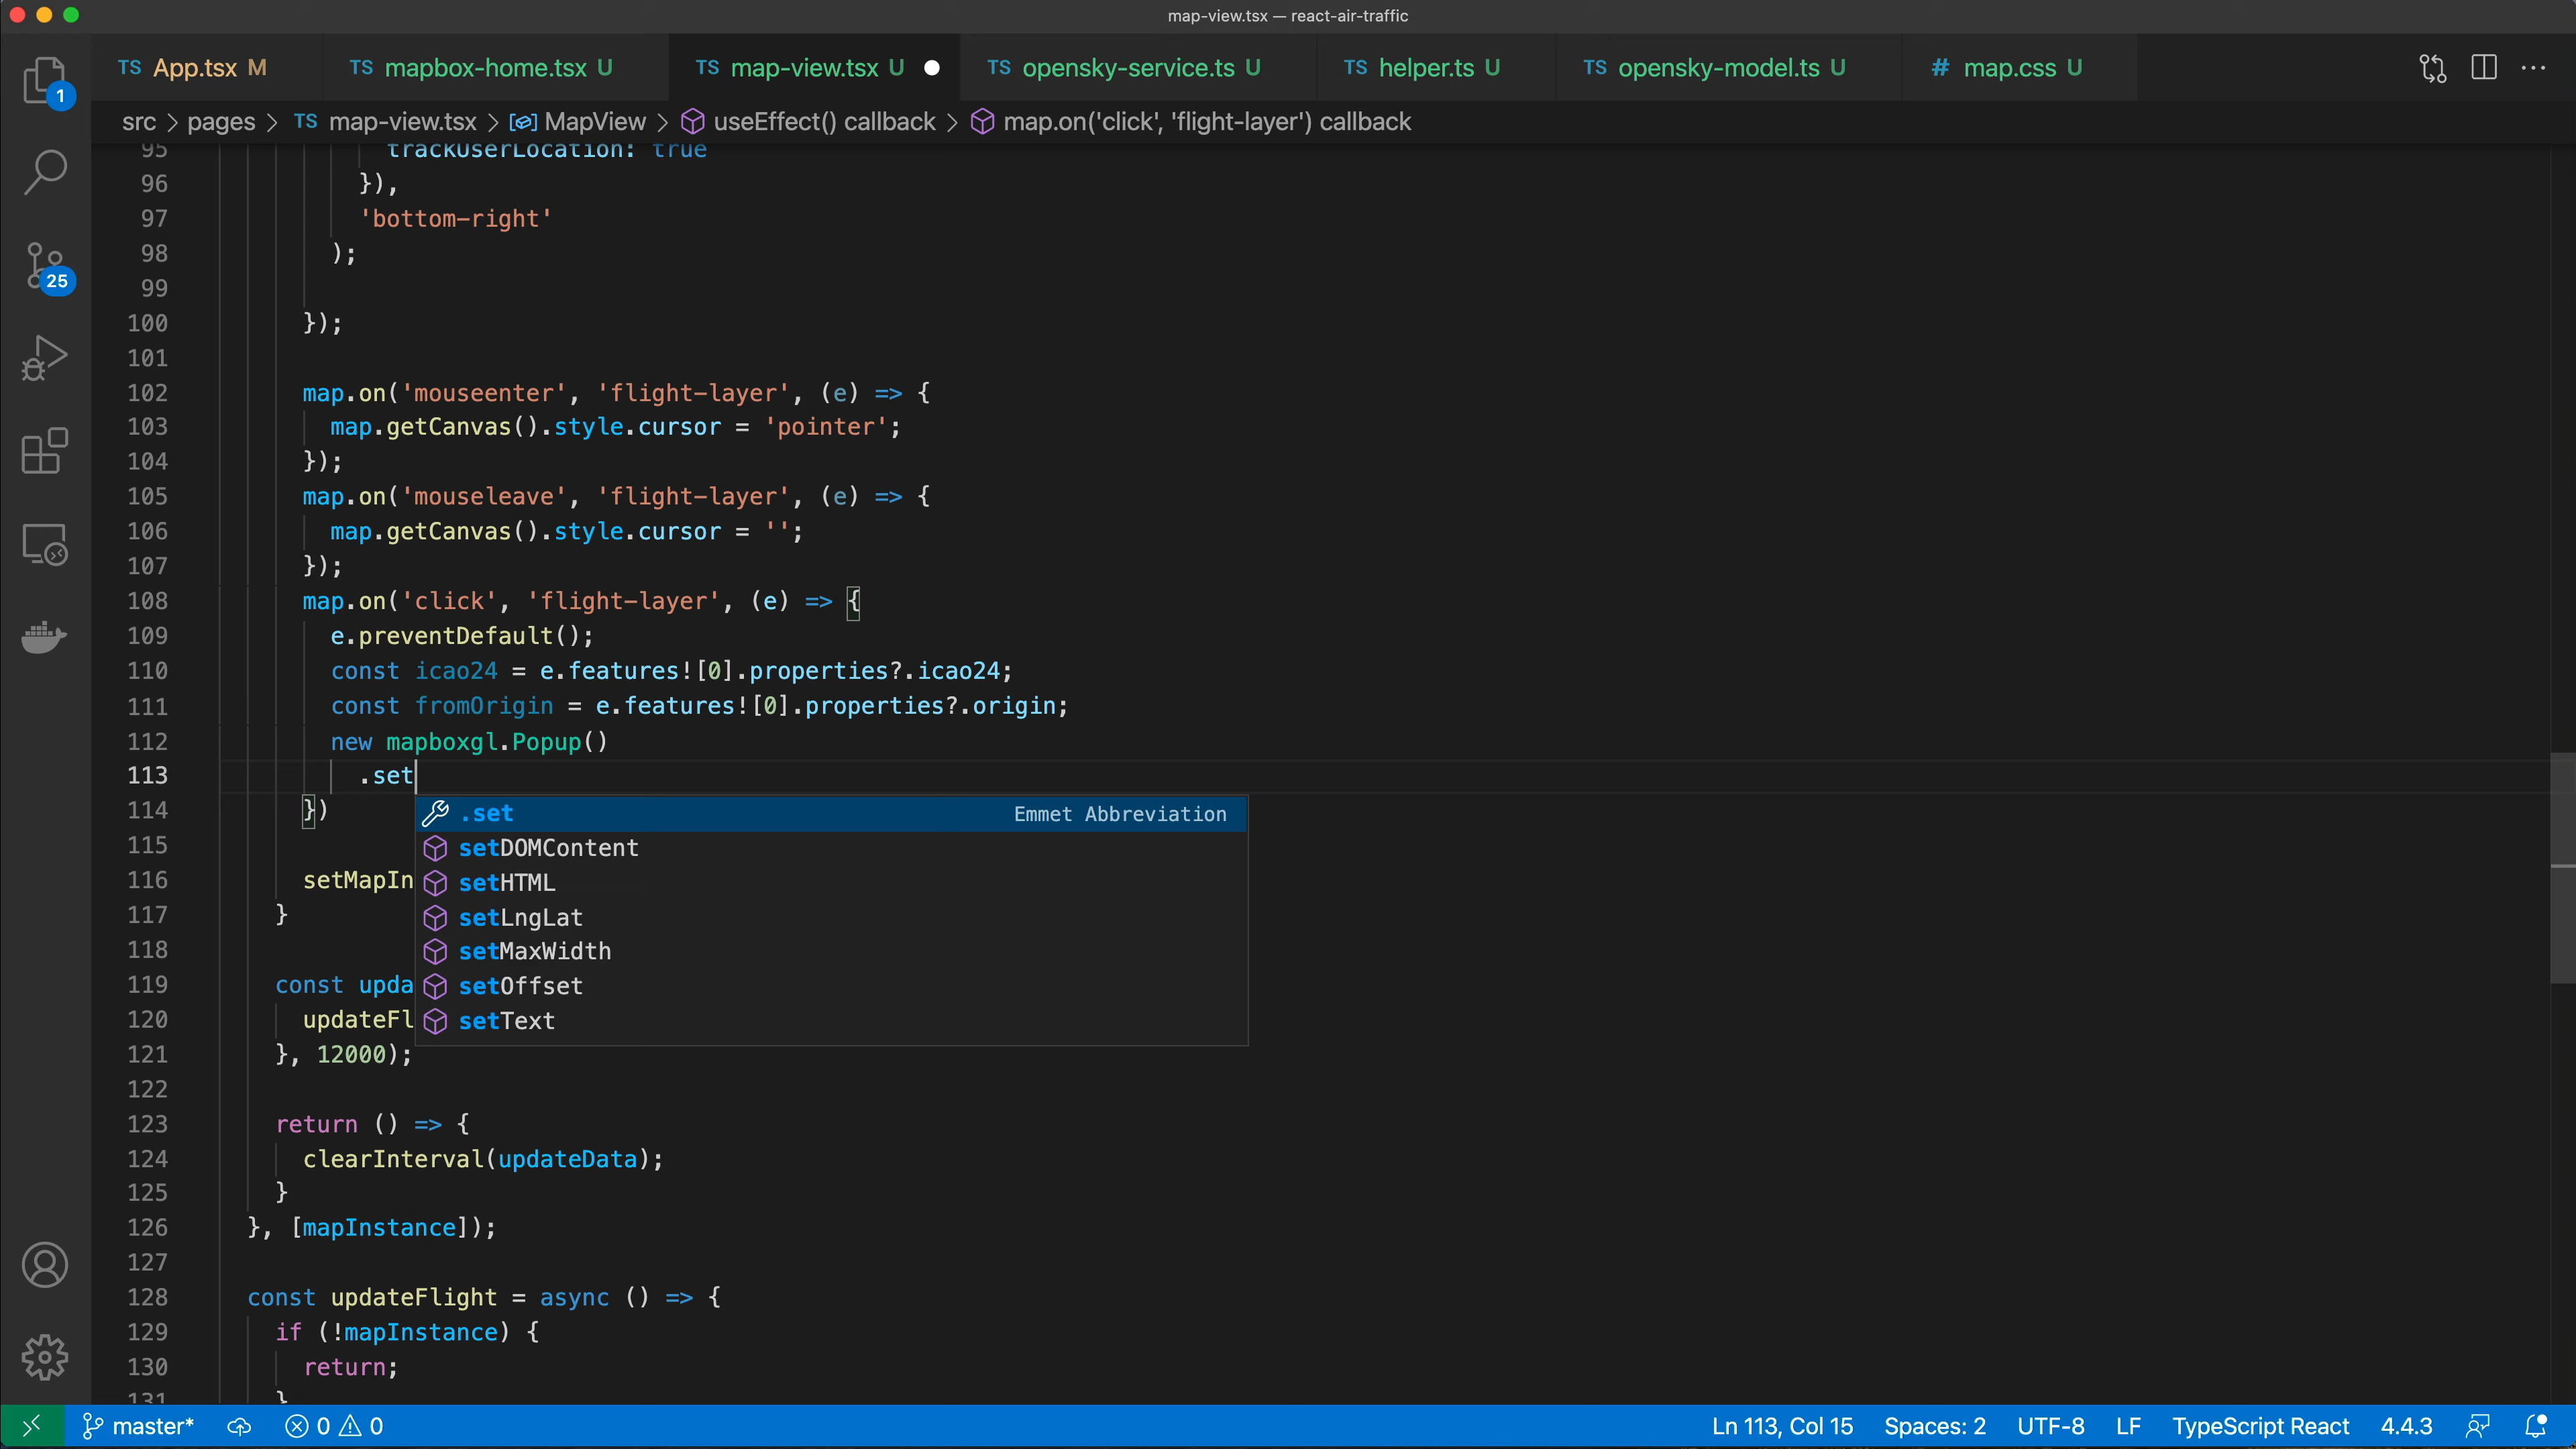 map-view.tsx — react-air-traffic
TS App.tsx M
TS mapbox-home.tsx U
TS map-view.tsx U
TS opensky-service.ts U
TS helper.ts U
TS opensky-model.ts U
# map.css U
src > pages > TS map-view.tsx > MapView > useEffect() callback > map.on('click', 'flight-layer') callback
1
25
95 trackUserLocation: true
96 }),
97 'bottom-right'
98 );
99
100 });
101
102 map.on('mouseenter', 'flight-layer', (e) => {
103 map.getCanvas().style.cursor = 'pointer';
104 });
105 map.on('mouseleave', 'flight-layer', (e) => {
106 map.getCanvas().style.cursor = '';
107 });
108 map.on('click', 'flight-layer', (e) => {
109 e.preventDefault();
110 const icao24 = e.features![0].properties?.icao24;
111 const fromOrigin = e.features![0].properties?.origin;
112 new mapboxgl.Popup()
113 .set
114 })
.set Emmet Abbreviation
setDOMContent
setHTML
setLngLat
setMaxWidth
setOffset
setText
115
116 setMapIn
117 }
118
119 const upda
120 updateFl
121 }, 12000);
122
123 return () => {
124 clearInterval(updateData);
125 }
126 }, [mapInstance]);
127
128 const updateFlight = async () => {
129 if (!mapInstance) {
130 return;
131 }
master* 0 0 Ln 113, Col 15 Spaces: 2 UTF-8 LF TypeScript React 4.4.3